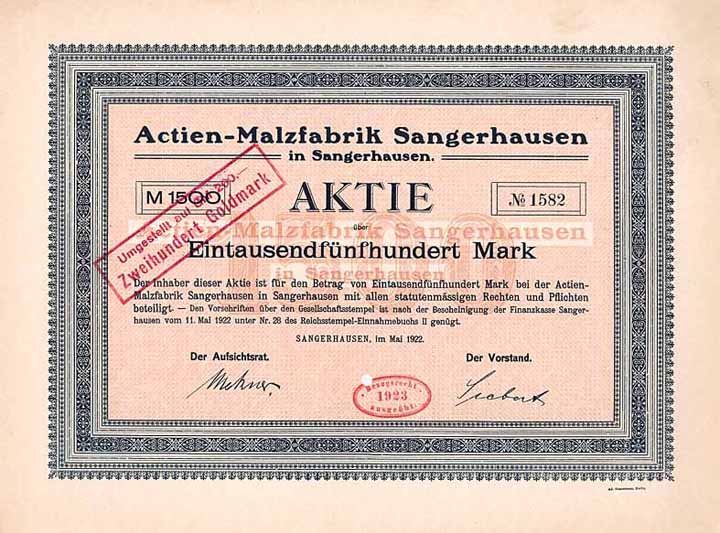 Actien-Malzfabrik Sangerhausen
in Sangerhausen.
M 1500
AKTIE
№ 1582
über
Actien-Malzfabrik Sangerhausen
Eintausendfünfhundert Mark
in Sangerhausen
Umgestellt auf GM 200.—
Zweihundert Goldmark
Der Inhaber dieser Aktie ist für den Betrag von Eintausendfünfhundert Mark bei der Actien-
Malzfabrik Sangerhausen in Sangerhausen mit allen statutenmässigen Rechten und Pflichten
beteiligt. — Den Vorschriften über den Gesellschaftsstempel ist nach der Bescheinigung der Finanzkasse Sanger-
hausen vom 11. Mai 1922 unter Nr. 28 des Reichsstempel-Einnahmebuchs II genügt.
SANGERHAUSEN, im Mai 1922.
Der Aufsichtsrat.
Der Vorstand.
Siebert
Bezugsrecht
1923
ausgeübt.